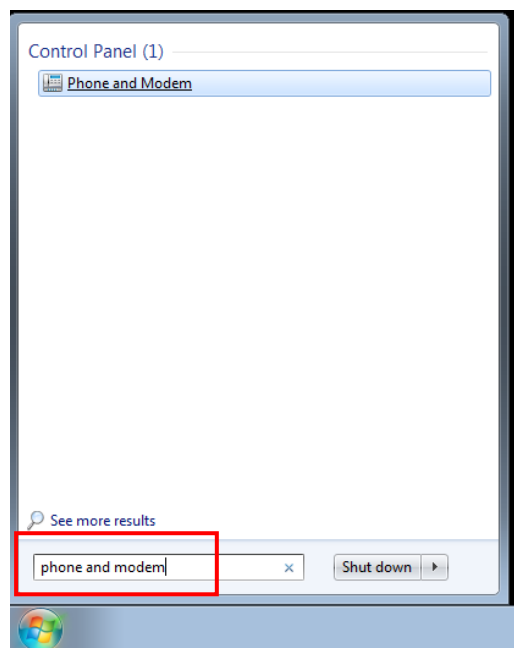 Control Panel (1)
Phone and Modem
See more results
phone and modem
Shut down